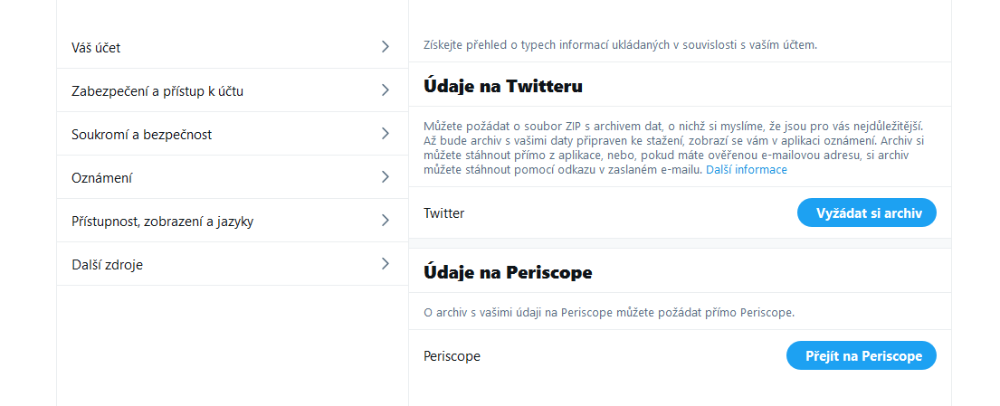 Váš účet
Zabezpečení a přístup k účtu
Soukromí a bezpečnost
Oznámení
Přístupnost, zobrazení a jazyky
Další zdroje
Získejte přehled o typech informací ukládaných v souvislosti s vaším účtem.
Údaje na Twitteru
Můžete požádat o soubor ZIP s archivem dat, o nichž si myslíme, že jsou pro vás nejdůležitější.
Až bude archiv s vašimi daty připraven ke stažení, zobrazí se vám v aplikaci oznámení. Archiv si
můžete stáhnout přímo z aplikace, nebo, pokud máte ověřenou e-mailovou adresu, si archiv
můžete stáhnout pomocí odkazu v zaslaném e-mailu. Další informace
Twitter
Vyžádat si archiv
Údaje na Periscope
O archiv s vašimi údaji na Periscope můžete požádat přímo Periscope.
Periscope
Přejít na Periscope